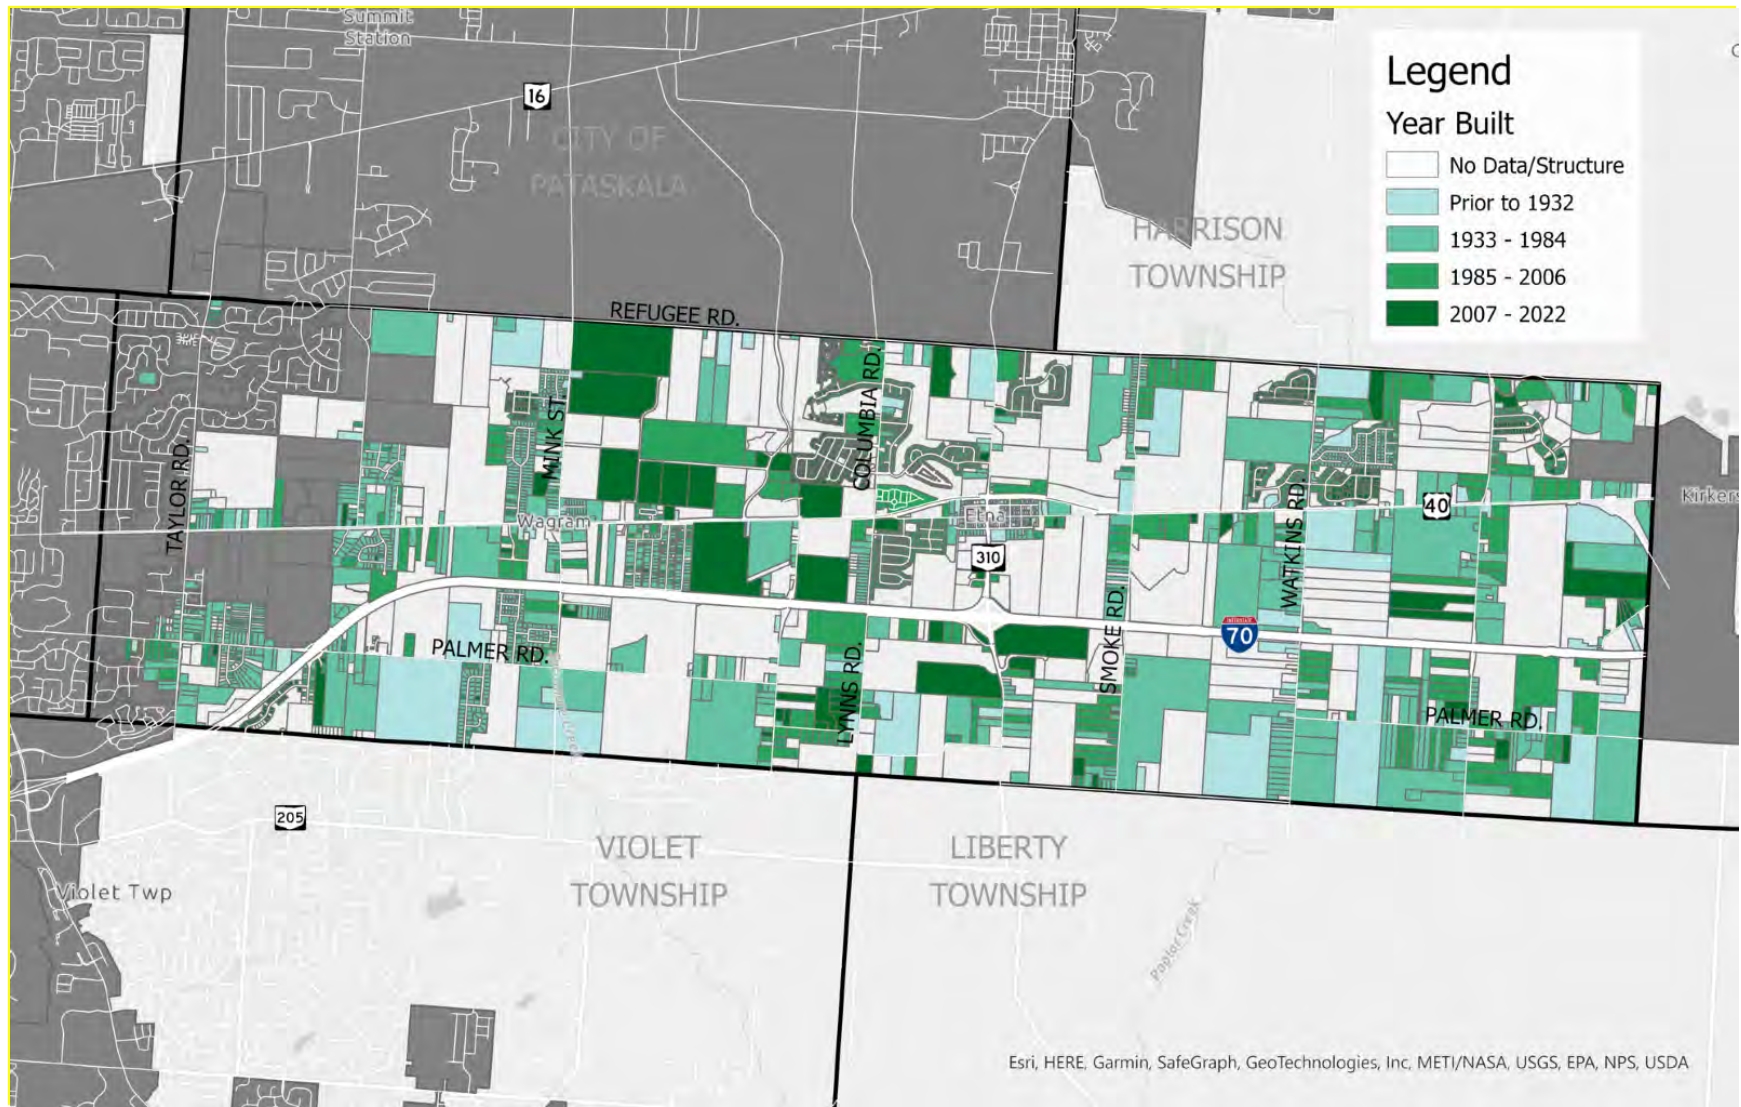 Summit
Station
16
CITY OF
PATASKALA
HARRISON
TOWNSHIP
Legend
Year Built
No Data/Structure
Prior to 1932
1933 - 1984
1985 - 2006
2007 - 2022
REFUGEE RD.
TAYLOR RD.
MINK ST.
COLUMBIA RD.
Wagram
Etna
310
40
WATKINS RD.
SMOKE RD.
70
PALMER RD.
LYNNS RD.
PALMER RD.
205
VIOLET
TOWNSHIP
LIBERTY
TOWNSHIP
Violet Twp
Poplar Creek
Kirkers
Esri, HERE, Garmin, SafeGraph, GeoTechnologies, Inc, METI/NASA, USGS, EPA, NPS, USDA